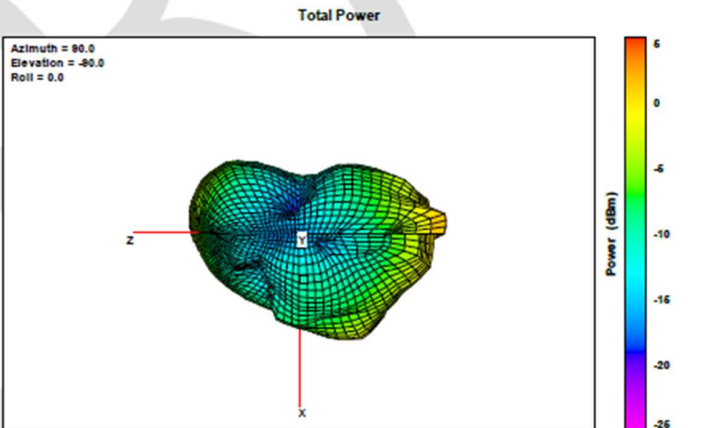 Total Power
Azimuth = 90.0
Elevation = -90.0
Roll = 0.0
Z
Y
X
Power (dBm)
6
0
-5
-10
-15
-20
-25